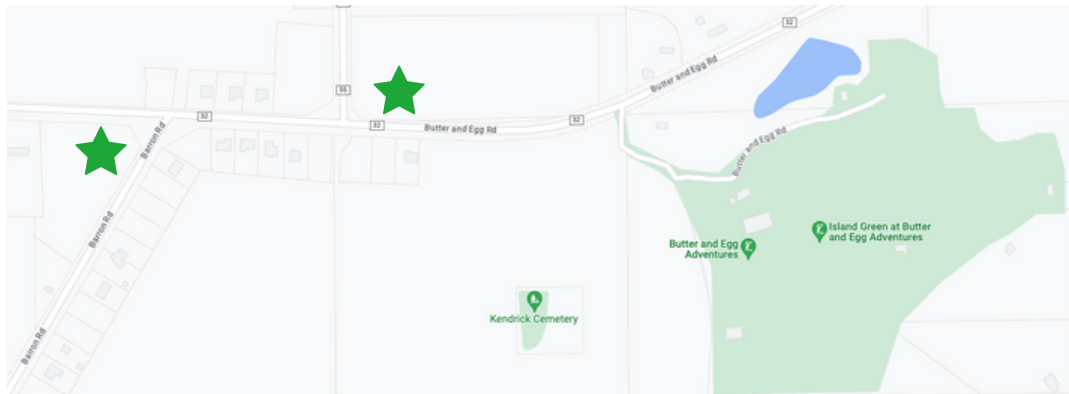 32
Butter and Egg Rd
55
32
Barron Rd
32
Butter and Egg Rd
32
Butter and Egg Rd
Barron Rd
Island Green at Butter
and Egg Adventures
Butter and Egg
Adventures
Kendrick Cemetery
Barron Rd